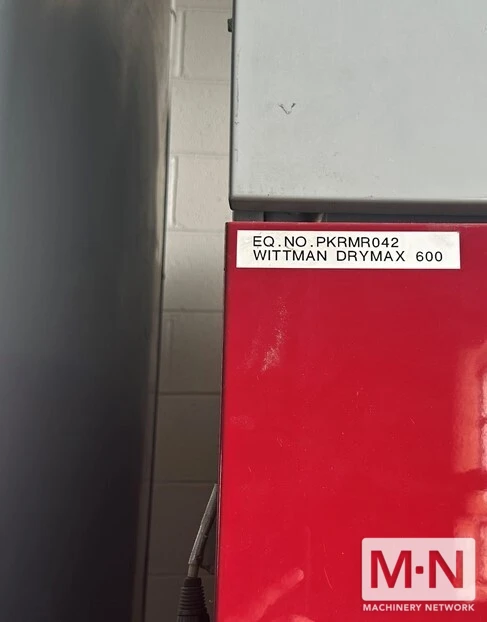 EQ.NO.PKRMR042
WITTMAN DRYMAX 600
M·N
MACHINERY NETWORK